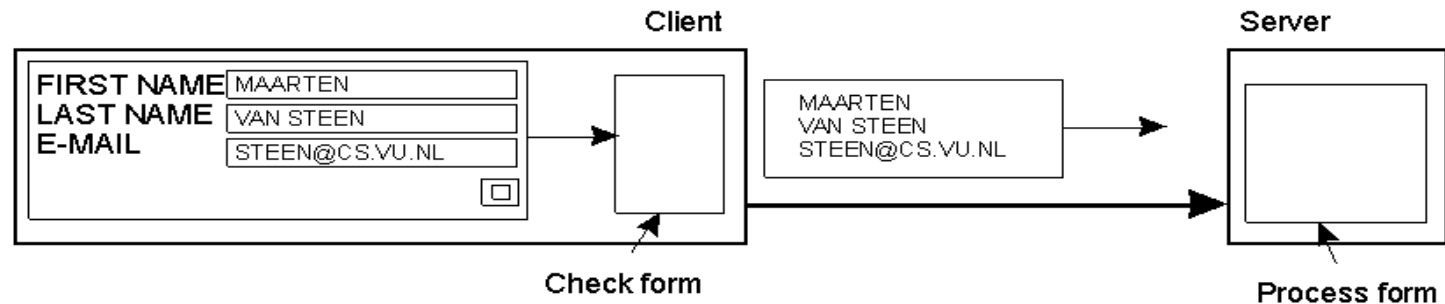 Client
Server
FIRST NAME MAARTEN
LAST NAME VAN STEEN
E-MAIL STEEN@CS.VU.NL
MAARTEN
VAN STEEN
STEEN@CS.VU.NL
Check form
Process form